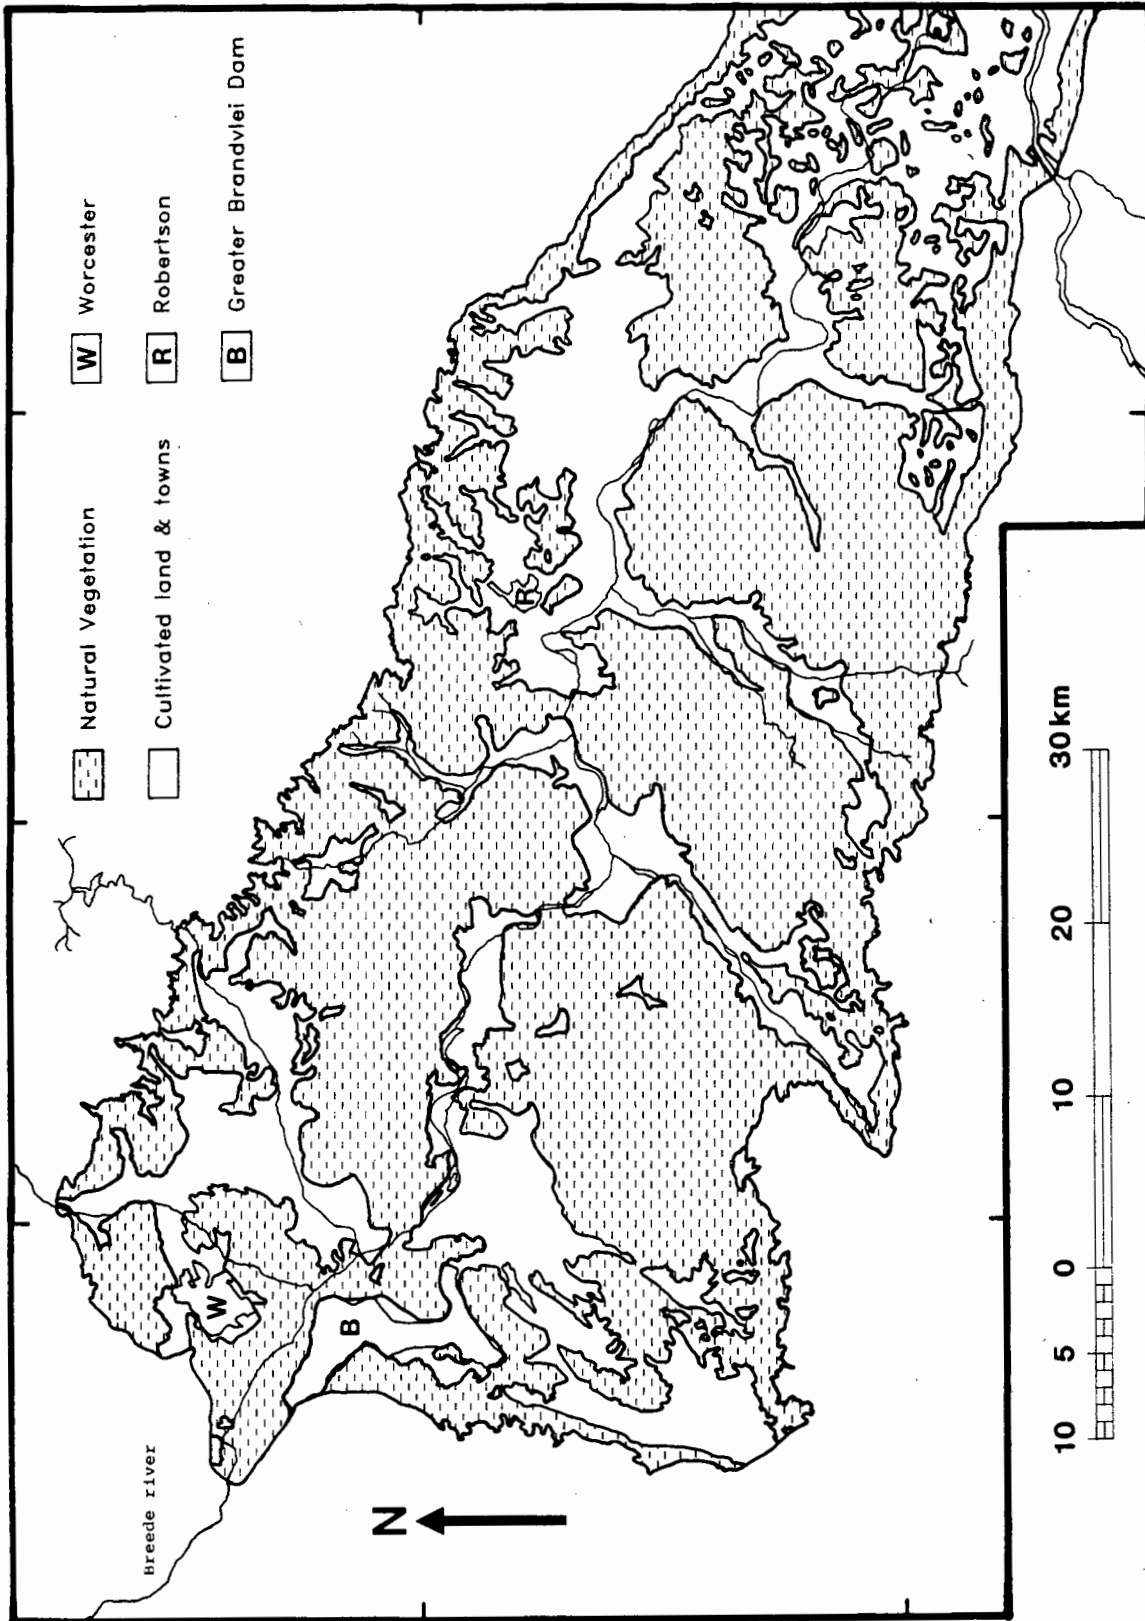 Natural Vegetation
Cultivated land & towns
W Worcester
R Robertson
B Greater Brandvlei Dam
Breede river
N
W
B
R
10 5 0 10 20 30km